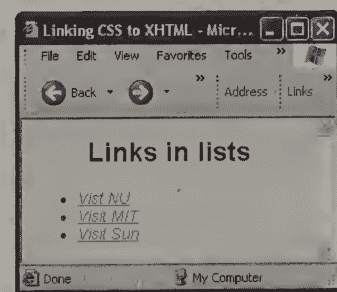 Linking CSS to XHTML - Micr...
File Edit View Favorites Tools »
Back » Address Links »
Links in lists
• Vist NU
• Visit MIT
• Visit Sun
Done My Computer